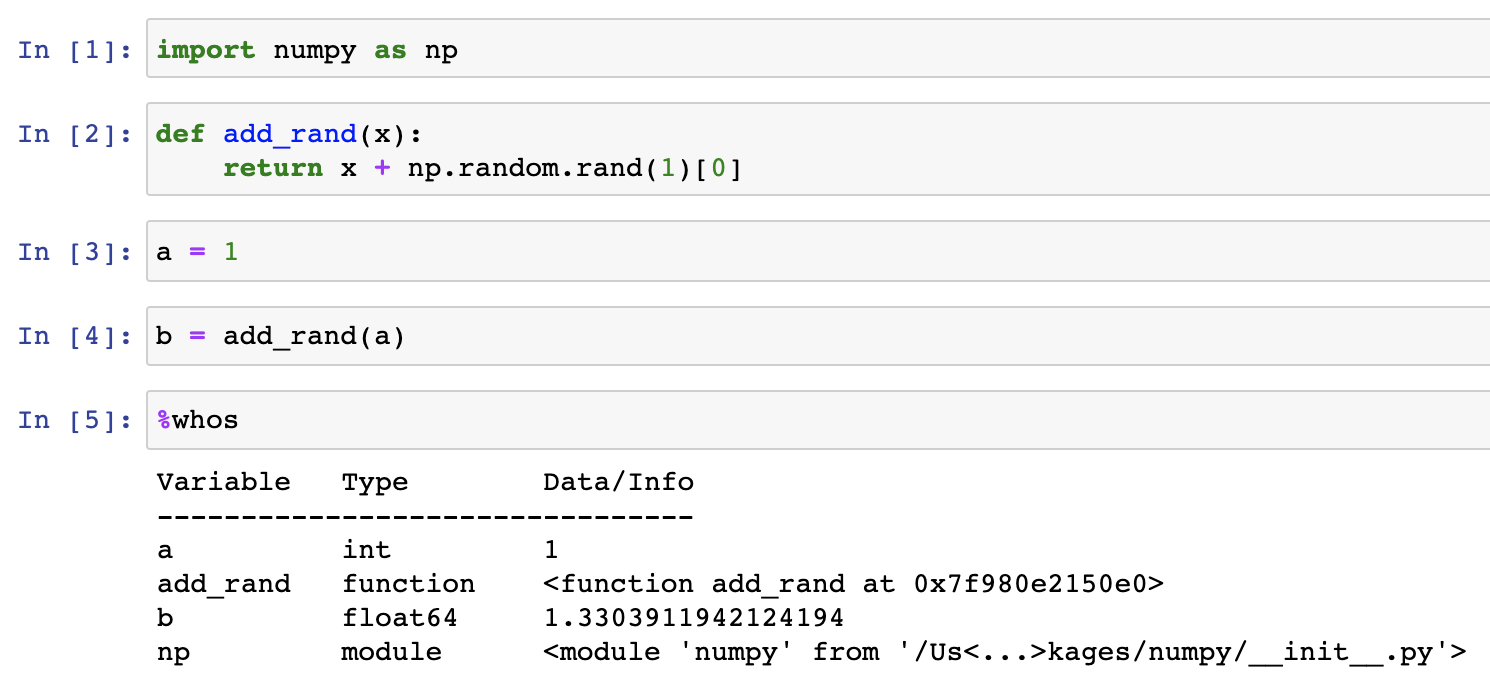 In [1]: import numpy as np
In [2]: def add_rand(x):
    return x + np.random.rand(1)[0]
In [3]: a = 1
In [4]: b = add_rand(a)
In [5]: %whos
Variable   Type        Data/Info
--------------------------------
a          int         1
add_rand   function    <function add_rand at 0x7f980e2150e0>
b          float64     1.3303911942124194
np         module      <module 'numpy' from '/Us<...>kages/numpy/__init__.py'>